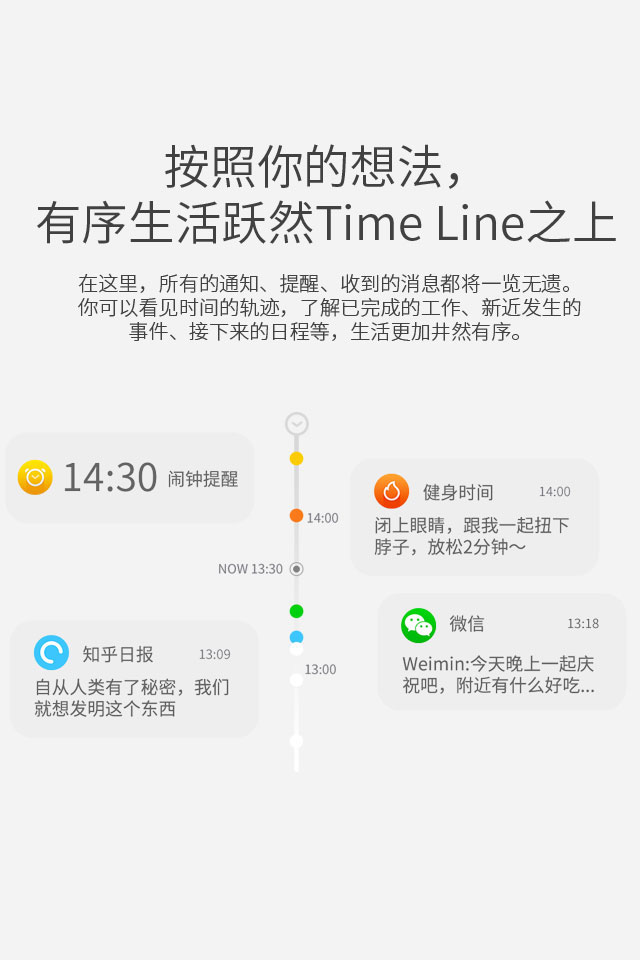 按照你的想法，
有序生活跃然Time Line之上
在这里，所有的通知、提醒、收到的消息都将一览无遗。
你可以看见时间的轨迹，了解已完成的工作、新近发生的
事件、接下来的日程等，生活更加井然有序。
14:30 闹钟提醒
健身时间 14:00
闭上眼睛，跟我一起扭下
脖子，放松2分钟～
14:00
NOW 13:30
微信 13:18
Weimin:今天晚上一起庆
祝吧，附近有什么好吃...
知乎日报 13:09
自从人类有了秘密，我们
就想发明这个东西
13:00